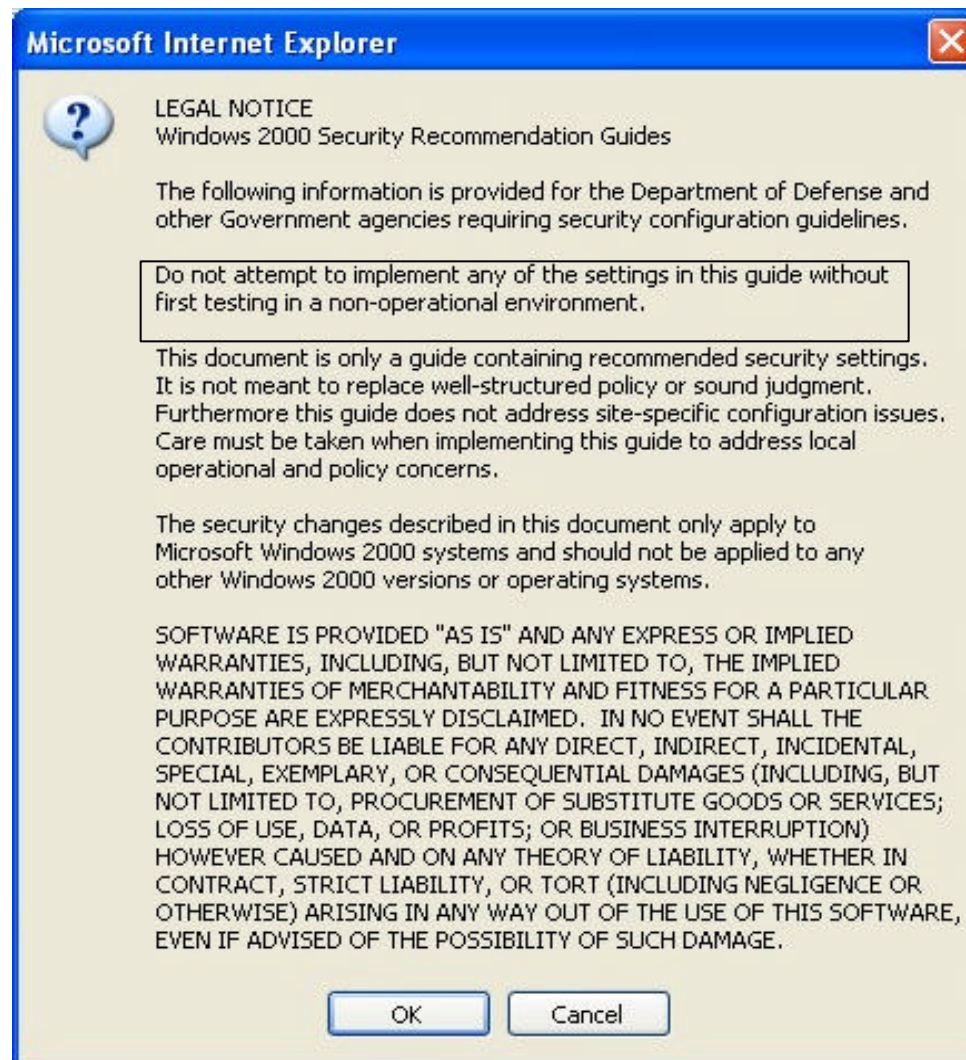 Microsoft Internet Explorer
LEGAL NOTICE
Windows 2000 Security Recommendation Guides
The following information is provided for the Department of Defense and
other Government agencies requiring security configuration guidelines.
Do not attempt to implement any of the settings in this guide without
first testing in a non-operational environment.
This document is only a guide containing recommended security settings.
It is not meant to replace well-structured policy or sound judgment.
Furthermore this guide does not address site-specific configuration issues.
Care must be taken when implementing this guide to address local
operational and policy concerns.
The security changes described in this document only apply to
Microsoft Windows 2000 systems and should not be applied to any
other Windows 2000 versions or operating systems.
SOFTWARE IS PROVIDED "AS IS" AND ANY EXPRESS OR IMPLIED
WARRANTIES, INCLUDING, BUT NOT LIMITED TO, THE IMPLIED
WARRANTIES OF MERCHANTABILITY AND FITNESS FOR A PARTICULAR
PURPOSE ARE EXPRESSLY DISCLAIMED.  IN NO EVENT SHALL THE
CONTRIBUTORS BE LIABLE FOR ANY DIRECT, INDIRECT, INCIDENTAL,
SPECIAL, EXEMPLARY, OR CONSEQUENTIAL DAMAGES (INCLUDING, BUT
NOT LIMITED TO, PROCUREMENT OF SUBSTITUTE GOODS OR SERVICES;
LOSS OF USE, DATA, OR PROFITS; OR BUSINESS INTERRUPTION)
HOWEVER CAUSED AND ON ANY THEORY OF LIABILITY, WHETHER IN
CONTRACT, STRICT LIABILITY, OR TORT (INCLUDING NEGLIGENCE OR
OTHERWISE) ARISING IN ANY WAY OUT OF THE USE OF THIS SOFTWARE,
EVEN IF ADVISED OF THE POSSIBILITY OF SUCH DAMAGE.
OK Cancel